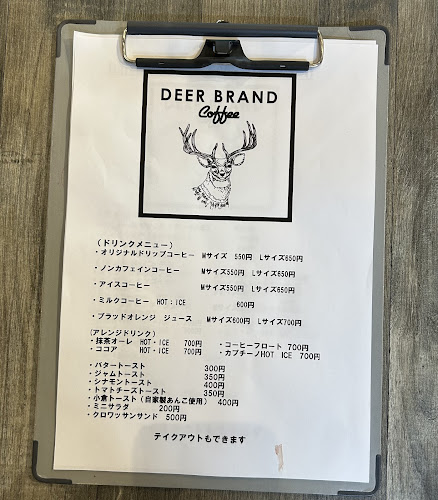 DEER BRAND
Coffee
(ドリンクメニュー)
・オリジナルドリップコーヒー Mサイズ 550円 Lサイズ650円
・ノンカフェインコーヒー Mサイズ550円 Lサイズ650円
・アイスコーヒー Mサイズ550円 Lサイズ650円
・ミルクコーヒー HOT：ICE 600円
・ブラッドオレンジ ジュース Mサイズ600円 Lサイズ700円
(アレンジドリンク)
・抹茶オーレ HOT・ICE 700円 ・コーヒーフロート 700円
・ココア HOT・ICE 700円 ・カプチーノHOT ICE 700円
・バタートースト 300円
・ジャムトースト 350円
・シナモントースト 400円
・トマトチーズトースト 350円
・小倉トースト（自家製あんこ使用） 400円
・ミニサラダ 200円
・クロワッサンサンド 500円
テイクアウトもできます